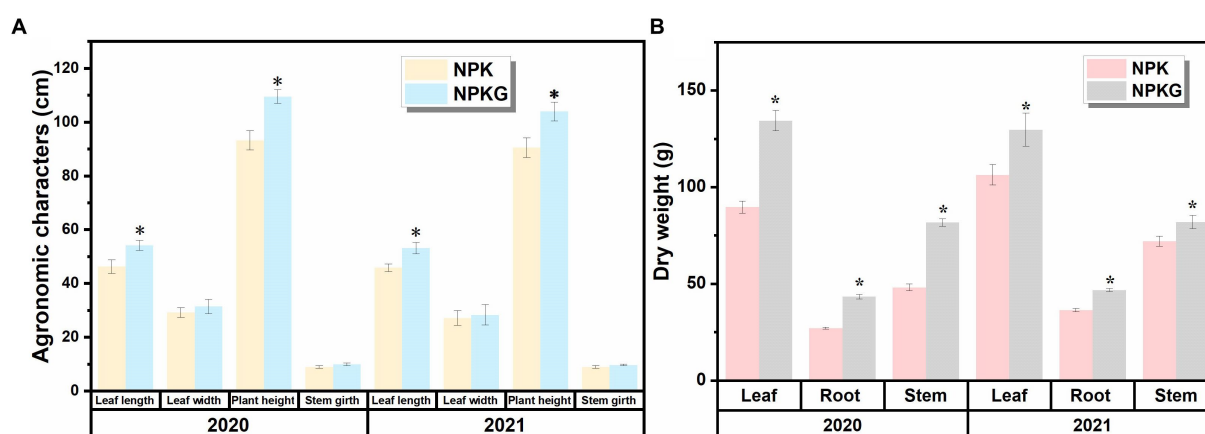 A
Agronomic characters (cm)
120
100
80
60
40
20
0
NPK
NPKG
*
*
*
*
Leaf length Leaf width Plant height Stem girth Leaf length Leaf width Plant height Stem girth
2020 2021
B
Dry weight (g)
150
100
50
0
NPK
NPKG
*
*
*
*
*
*
Leaf Root Stem Leaf Root Stem
2020 2021